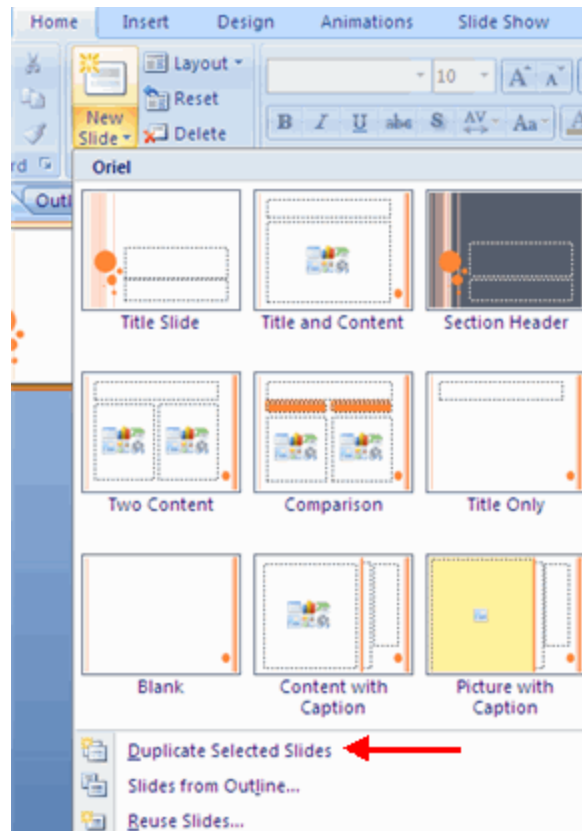 Home Insert Design Animations Slide Show
Layout
10 A A
Reset
New
Slide
Delete
B I U abc S AV Aa A
rd
Oriel
Outl
Title Slide Title and Content Section Header
Two Content Comparison Title Only
Blank Content with Caption Picture with Caption
Duplicate Selected Slides
Slides from Outline...
Reuse Slides...